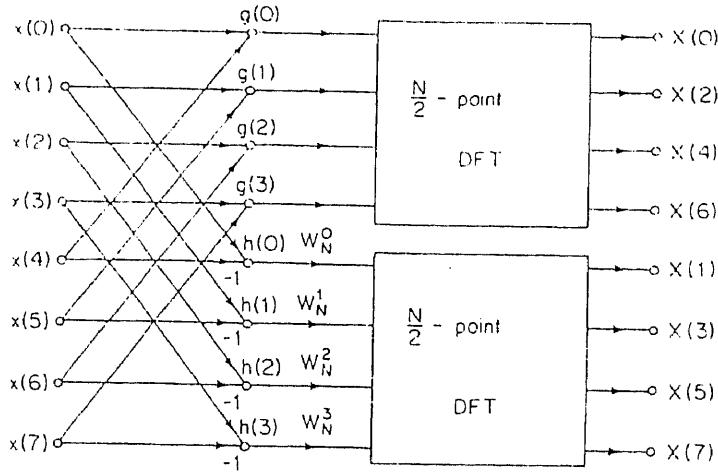 g(0)
x(0) X(0)
g(1)
x(1) N/2 - point X(2)
g(2)
x(2) DFT X(4)
g(3)
x(3) X(6)
x(4) -1 h(0) W_N^0 X(1)
x(5) -1 h(1) W_N^1 N/2 - point X(3)
x(6) -1 h(2) W_N^2 DFT X(5)
x(7) -1 h(3) W_N^3 X(7)